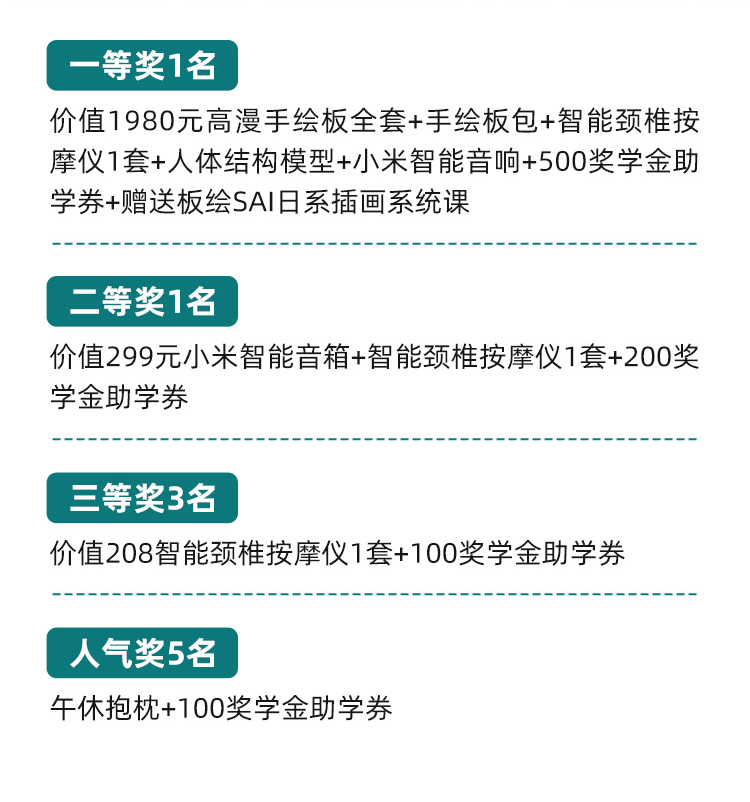 一等奖1名
价值1980元高漫手绘板全套+手绘板包+智能颈椎按
摩仪1套+人体结构模型+小米智能音响+500奖学金助
学券+赠送板绘SAI日系插画系统课
二等奖1名
价值299元小米智能音箱+智能颈椎按摩仪1套+200奖
学金助学券
三等奖3名
价值208智能颈椎按摩仪1套+100奖学金助学券
人气奖5名
午休抱枕+100奖学金助学券